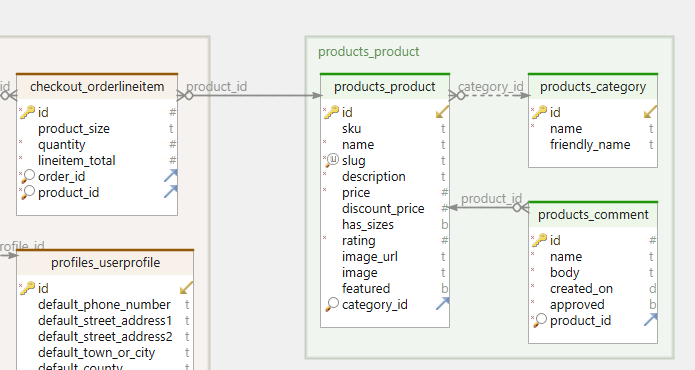 products_product
checkout_orderlineitem
id #
product_size t
* quantity #
* lineitem_total #
* order_id
* product_id
id
product_id
products_product
* id
sku t
* name t
* slug t
* description t
* price #
discount_price #
has_sizes b
* rating #
image_url t
image t
* featured b
category_id
category_id
products_category
* id
* name t
friendly_name t
product_id
products_comment
* id #
* name t
* body t
* created_on d
* approved b
* product_id
rofile_id
profiles_userprofile
* id
default_phone_number t
default_street_address1 t
default_street_address2 t
default_town_or_city t
default_county